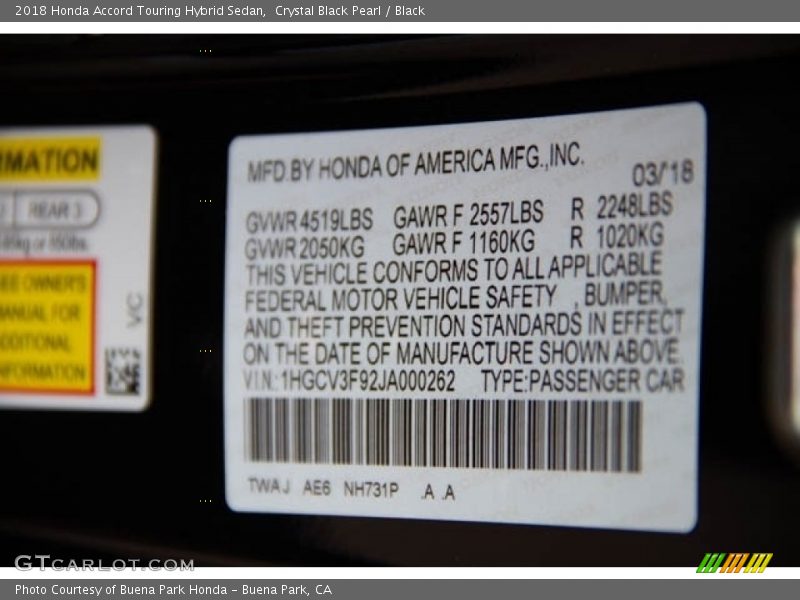 2018 Honda Accord Touring Hybrid Sedan, Crystal Black Pearl / Black
RMATION
REAR 3
SEE OWNER'S
MANUAL FOR
ADDITIONAL
INFORMATION
VC
MFD.BY HONDA OF AMERICA MFG.,INC.
03/18
GVWR 4519LBS GAWR F 2557LBS R 2248LBS
GVWR 2050KG GAWR F 1160KG R 1020KG
THIS VEHICLE CONFORMS TO ALL APPLICABLE
FEDERAL MOTOR VEHICLE SAFETY , BUMPER,
AND THEFT PREVENTION STANDARDS IN EFFECT
ON THE DATE OF MANUFACTURE SHOWN ABOVE.
VIN: 1HGCV3F92JA000262 TYPE:PASSENGER CAR
TWAJ AE6 NH731P .A .A
GTcarlot.com
Photo Courtesy of Buena Park Honda - Buena Park, CA